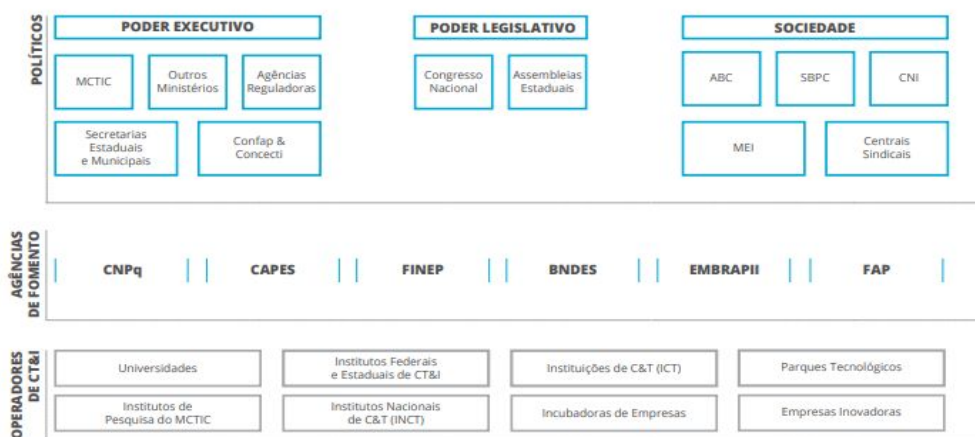 POLÍTICOS
PODER EXECUTIVO
PODER LEGISLATIVO
SOCIEDADE
MCTIC
Outros
Ministérios
Agências
Reguladoras
Congresso
Nacional
Assembleias
Estaduais
ABC
SBPC
CNI
Secretarias
Estaduais
e Municipais
Confap &
Concecti
MEI
Centrais
Sindicais
AGÊNCIAS
DE FOMENTO
CNPq
CAPES
FINEP
BNDES
EMBRAPII
FAP
OPERADORES
DE CT&I
Universidades
Institutos Federais
e Estaduais de CT&I
Instituições de C&T (ICT)
Parques Tecnológicos
Institutos de
Pesquisa do MCTIC
Institutos Nacionais
de C&T (INCT)
Incubadoras de Empresas
Empresas Inovadoras